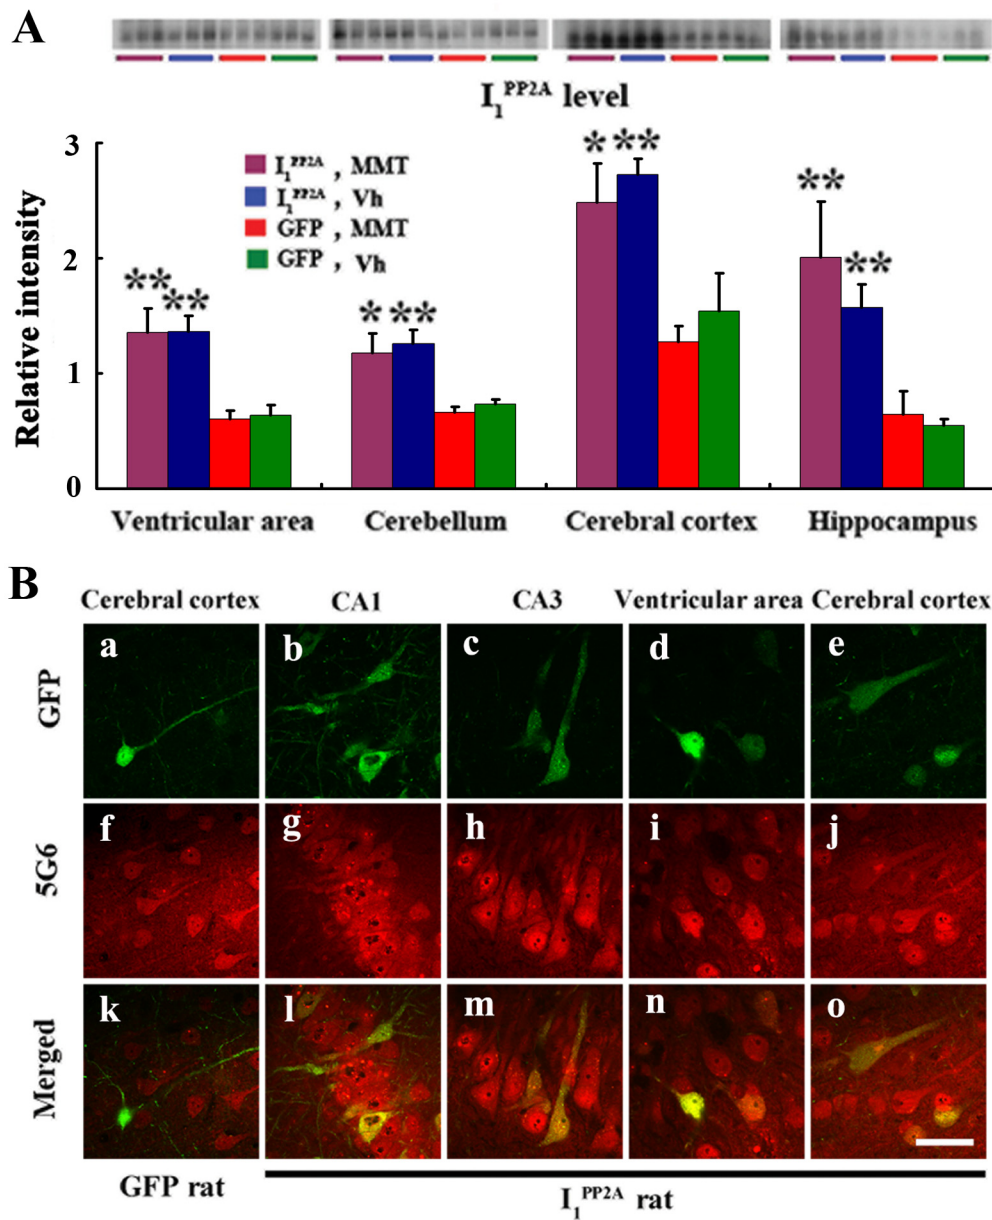 A
I₁ᴾᴾ²ᴬ level
3
2
1
0
Relative intensity
I₁ᴾᴾ²ᴬ , MMT
I₁ᴾᴾ²ᴬ , Vh
GFP , MMT
GFP , Vh
** ** * ** * ** ** **
Ventricular area Cerebellum Cerebral cortex Hippocampus
B
Cerebral cortex CA1 CA3 Ventricular area Cerebral cortex
GFP
a b c d e
5G6
f g h i j
Merged
k l m n o
GFP rat I₁ᴾᴾ²ᴬ rat